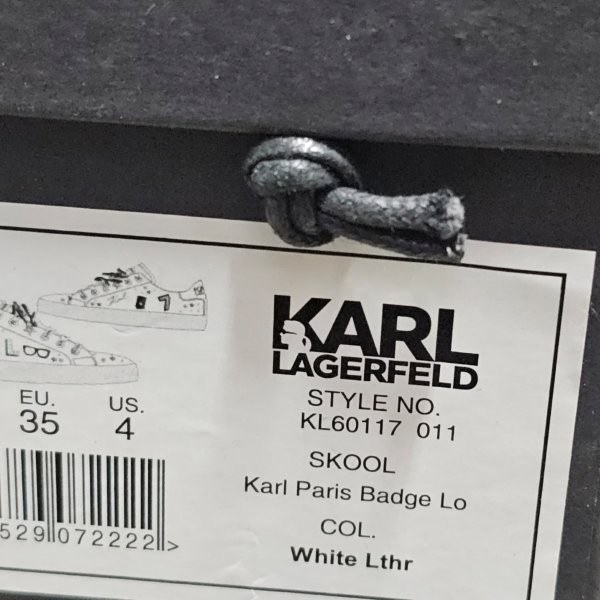 KARL
LAGERFELD
STYLE NO.
KL60117 011
SKOOL
Karl Paris Badge Lo
COL.
White Lthr
EU. US.
35 4
529 072222 >